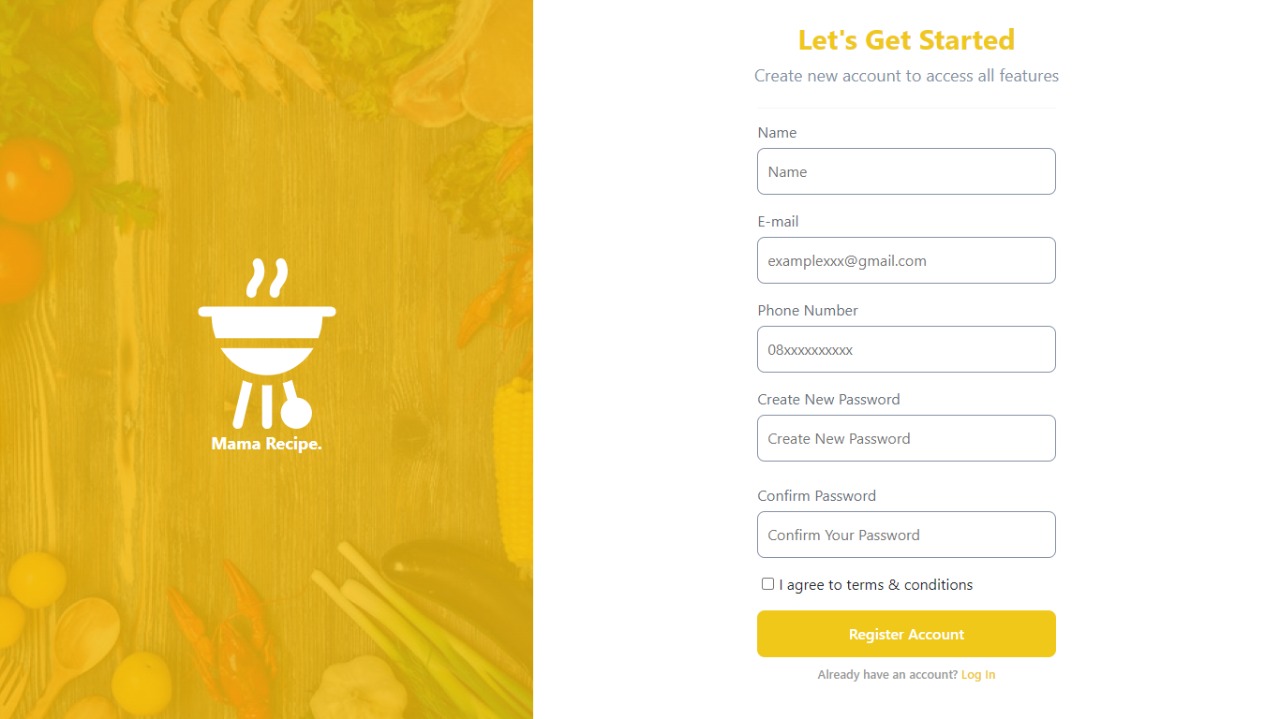 Mama Recipe.
Let's Get Started
Create new account to access all features
Name
Name
E-mail
examplexxx@gmail.com
Phone Number
08xxxxxxxxxx
Create New Password
Create New Password
Confirm Password
Confirm Your Password
I agree to terms & conditions
Register Account
Already have an account? Log In